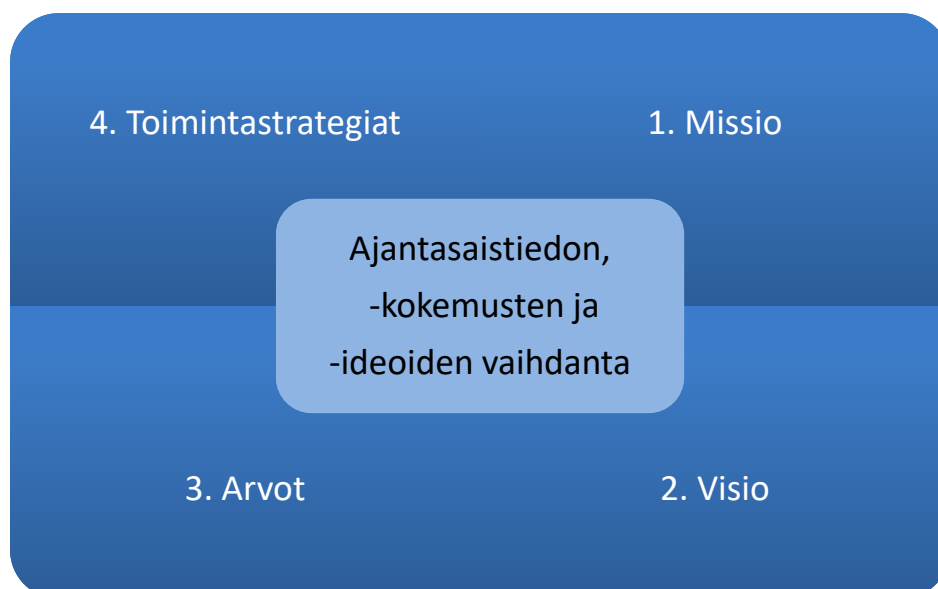 4. Toimintastrategiat
1. Missio
Ajantasaistiedon,
-kokemusten ja
-ideoiden vaihdanta
3. Arvot
2. Visio